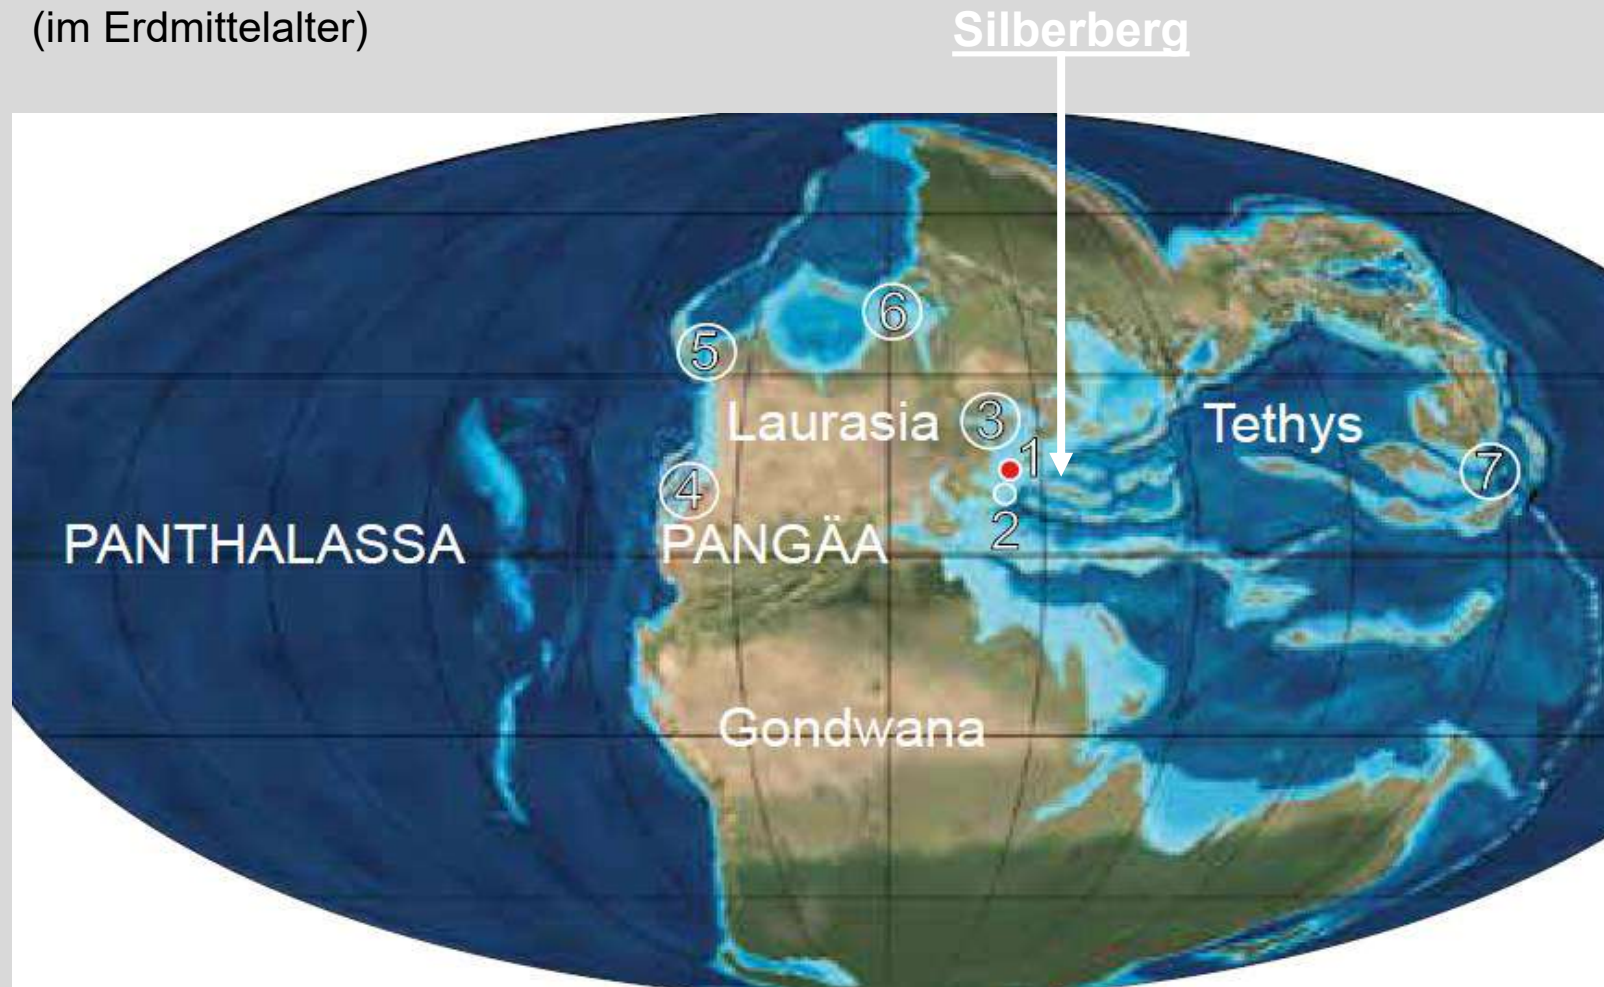 (im Erdmittelalter)
Silberberg
6
5
Laurasia
3
Tethys
1
4
7
2
PANTHALASSA
PANGÄA
Gondwana